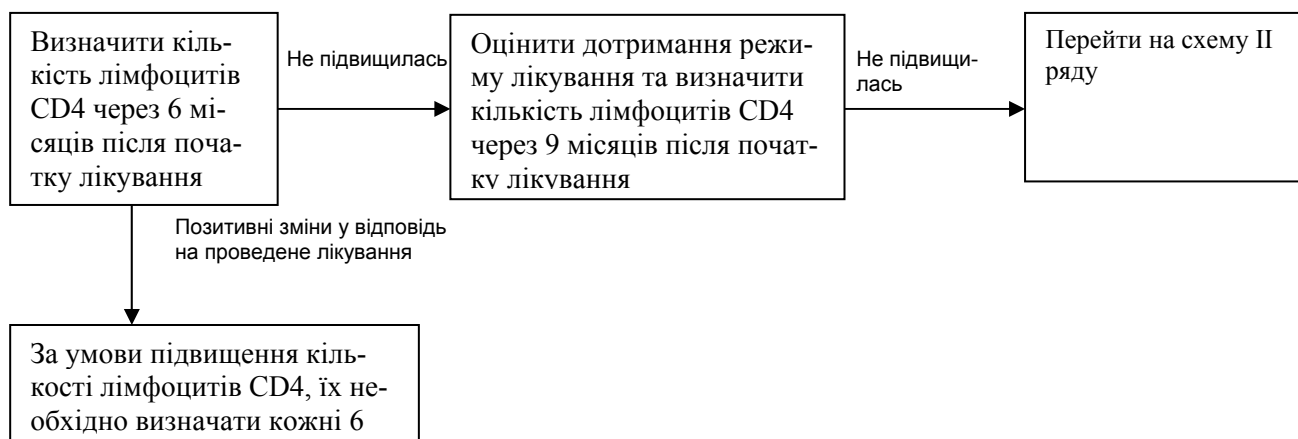 Визначити кіль-
кість лімфоцитів
CD4 через 6 мі-
сяців після поча-
тку лікування
Не підвищилась
Оцінити дотримання режи-
му лікування та визначити
кількість лімфоцитів CD4
через 9 місяців після почат-
ку лікування
Не підвищи-
лась
Перейти на схему ІІ
ряду
Позитивні зміни у відповідь
на проведене лікування
За умови підвищення кіль-
кості лімфоцитів CD4, їх не-
обхідно визначати кожні 6